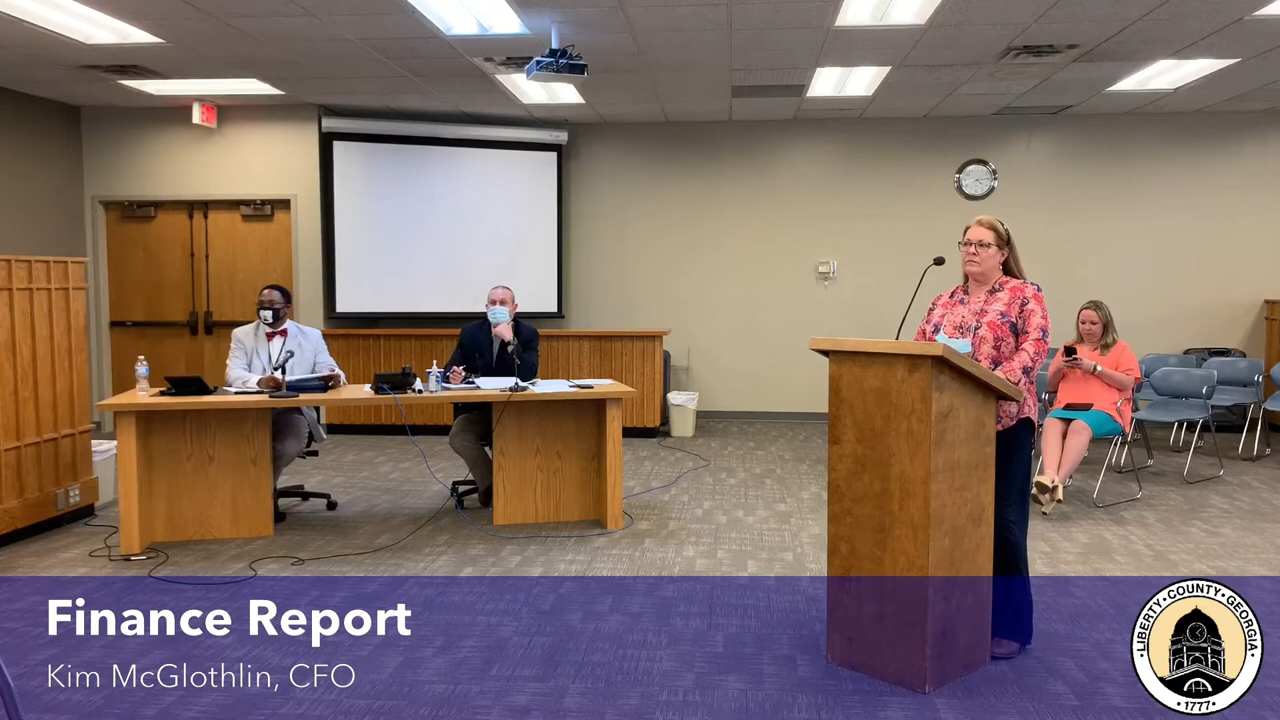 Finance Report
Kim McGlothlin, CFO
LIBERTY • COUNTY • GEORGIA
• 1777 •